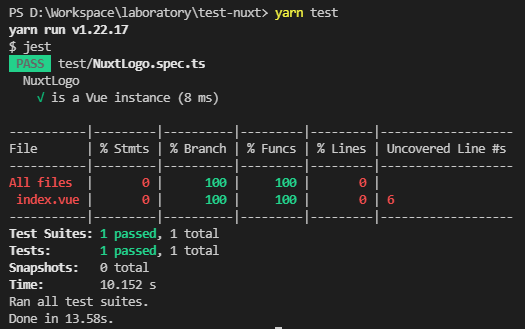 PS D:\Workspace\laboratory\test-nuxt> yarn test
yarn run v1.22.17
$ jest
PASS test/NuxtLogo.spec.ts
  NuxtLogo
    √ is a Vue instance (8 ms)
-----------|---------|----------|---------|---------|-------------------
File       | % Stmts | % Branch | % Funcs | % Lines | Uncovered Line #s
-----------|---------|----------|---------|---------|-------------------
All files  |       0 |      100 |     100 |       0 |
 index.vue |       0 |      100 |     100 |       0 | 6
-----------|---------|----------|---------|---------|-------------------
Test Suites: 1 passed, 1 total
Tests:       1 passed, 1 total
Snapshots:   0 total
Time:        10.152 s
Ran all test suites.
Done in 13.58s.